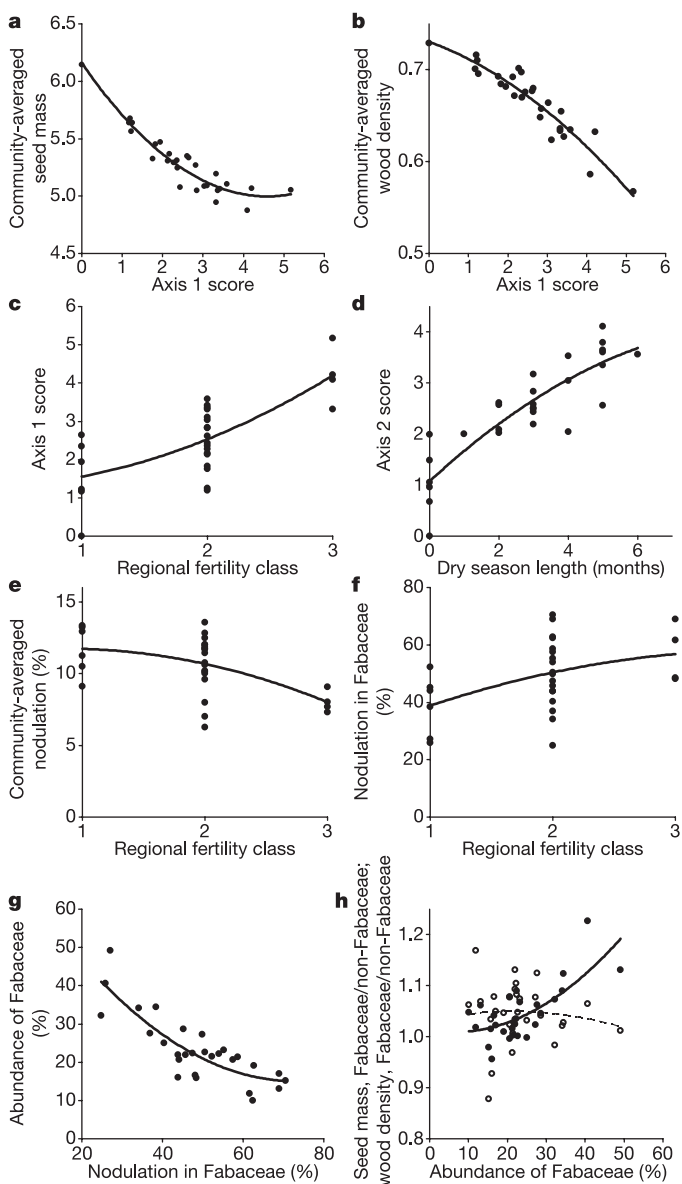 a
b
Community-averaged
seed mass
6.5
6.0
5.5
5.0
4.5
0 1 2 3 4 5 6
Axis 1 score
Community-averaged
wood density
0.7
0.6
0.5
0 1 2 3 4 5 6
Axis 1 score
c
d
Axis 1 score
6
5
4
3
2
1
0
1 2 3
Regional fertility class
Axis 2 score
4
3
2
1
0
0 2 4 6
Dry season length (months)
e
f
Community-averaged
nodulation (%)
15
10
5
0
1 2 3
Regional fertility class
Nodulation in Fabaceae
(%)
80
60
40
20
0
1 2 3
Regional fertility class
g
h
Abundance of Fabaceae
(%)
60
50
40
30
20
10
0
20 40 60 80
Nodulation in Fabaceae (%)
Seed mass, Fabaceae/non-Fabaceae;
wood density, Fabaceae/non-Fabaceae
1.2
1.1
1.0
0.9
0.8
0 10 20 30 40 50 60
Abundance of Fabaceae (%)